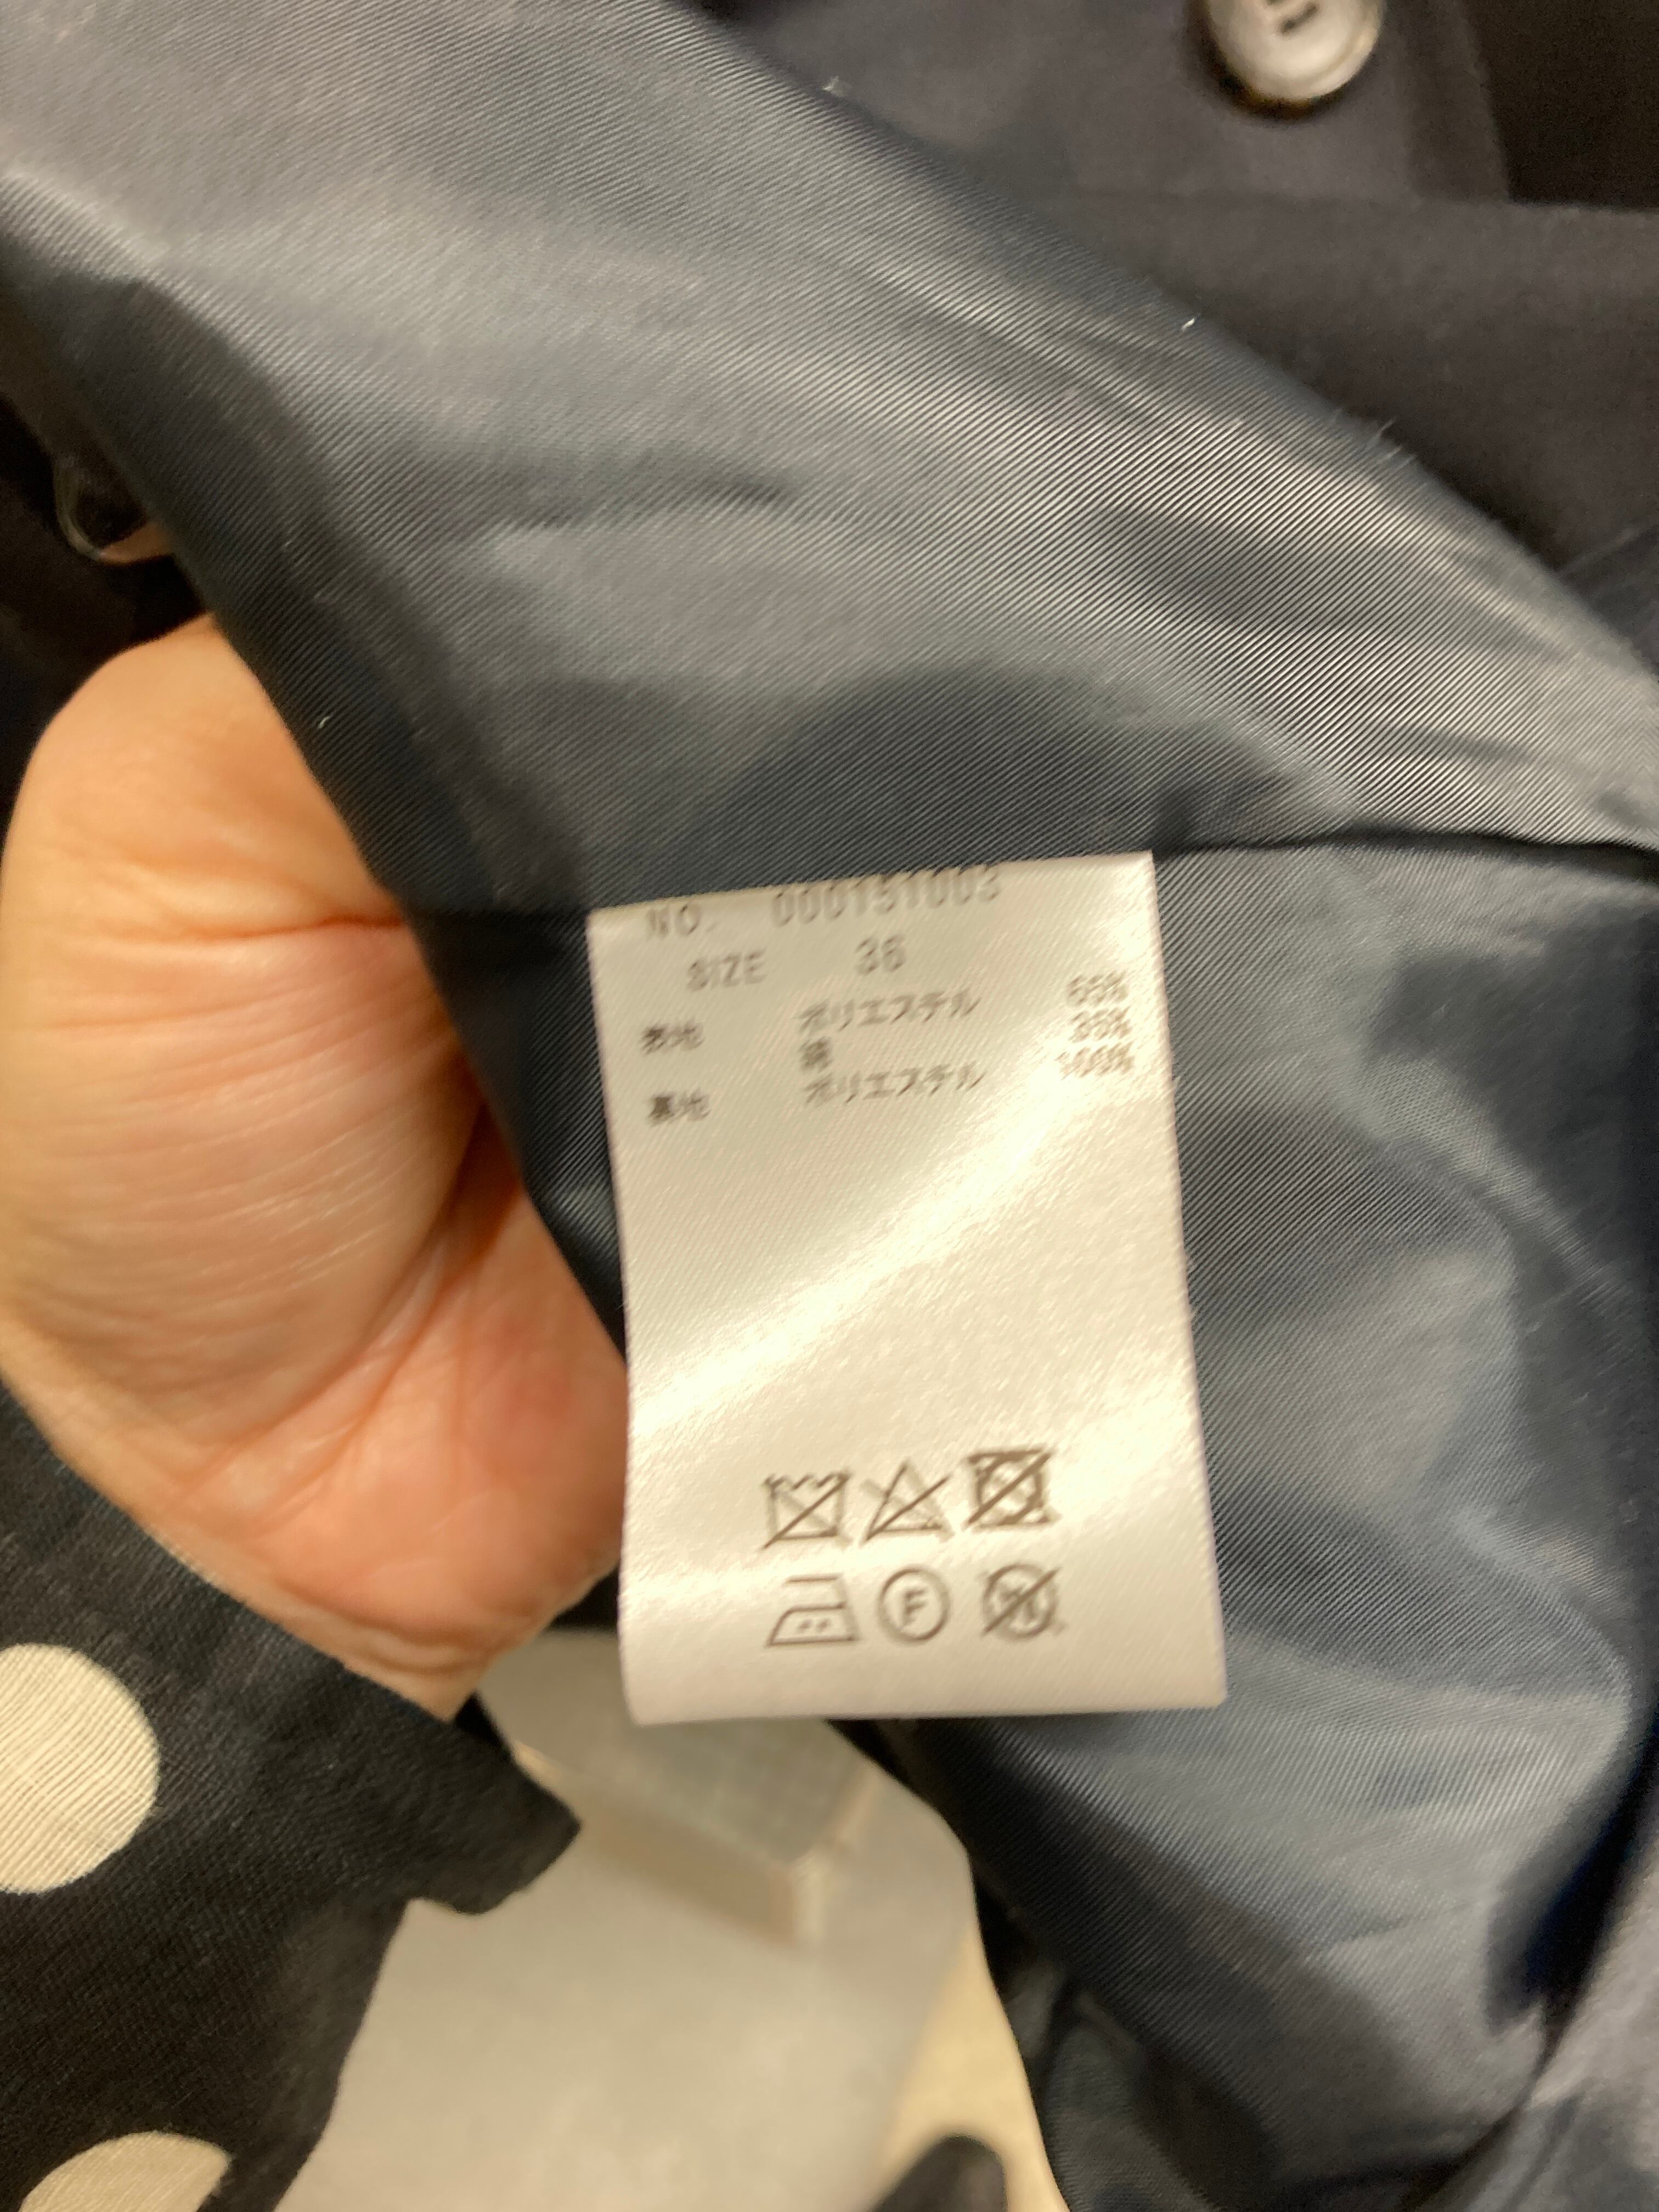 NO. 000151003
SIZE 36
表地 ポリエステル 65%
綿 35%
裏地 ポリエステル 100%
F
W